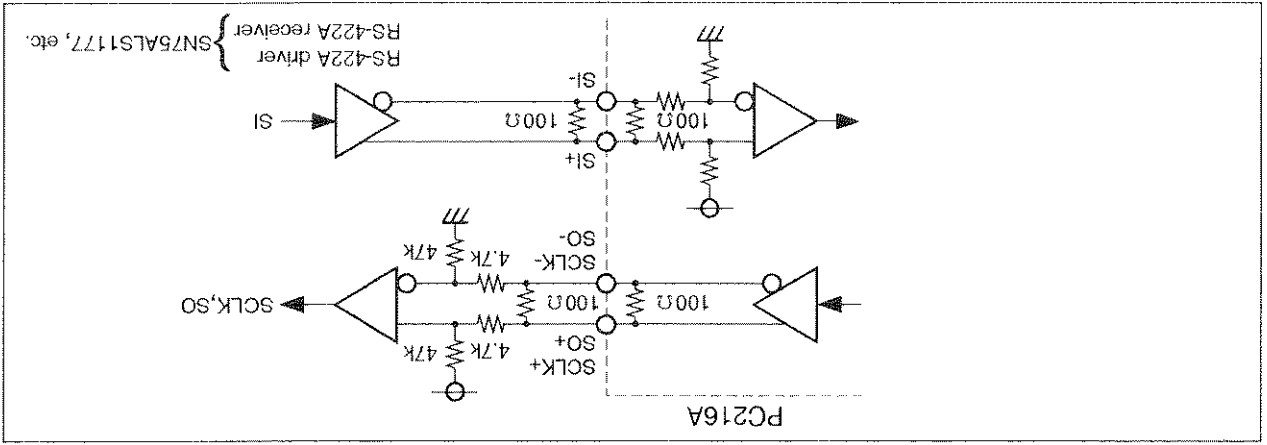 PC216A
SCLK+
SO+
4.7k
47k
100Ω
100Ω
SCLK,SO
SCLK-
SO-
4.7k
47k
SI+
100Ω
100Ω
SI
SI-
RS-422A driver
RS-422A receiver
SN75ALS1177, etc.